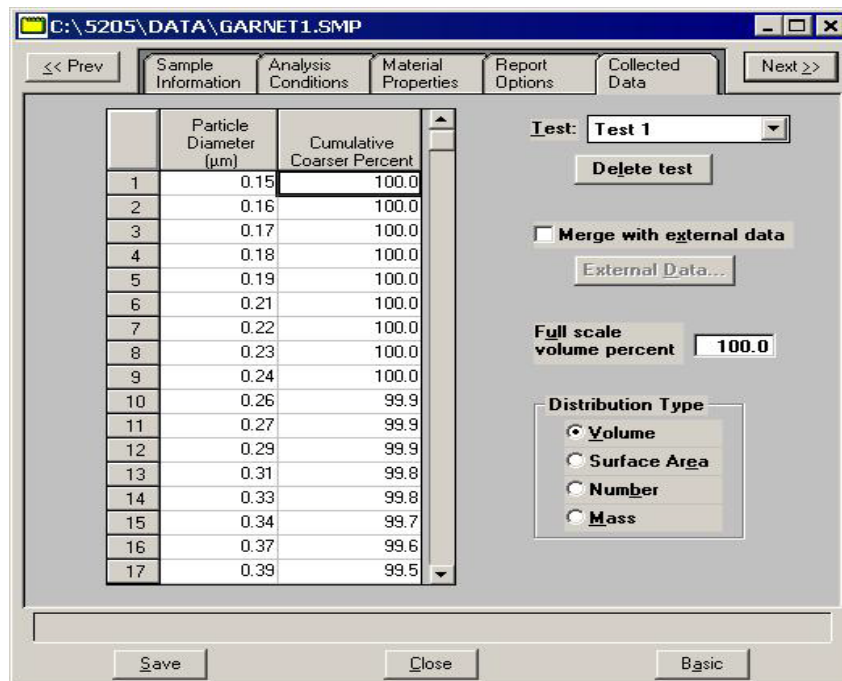 C:\5205\DATA\GARNET1.SMP
<< Prev
Sample Information
Analysis Conditions
Material Properties
Report Options
Collected Data
Next >>
Particle Diameter (µm)
Cumulative Coarser Percent
1 0.15 100.0
2 0.16 100.0
3 0.17 100.0
4 0.18 100.0
5 0.19 100.0
6 0.21 100.0
7 0.22 100.0
8 0.23 100.0
9 0.24 100.0
10 0.26 99.9
11 0.27 99.9
12 0.29 99.9
13 0.31 99.8
14 0.33 99.8
15 0.34 99.7
16 0.37 99.6
17 0.39 99.5
Test: Test 1
Delete test
Merge with external data
External Data...
Full scale
volume percent 100.0
Distribution Type
Volume
Surface Area
Number
Mass
Save
Close
Basic